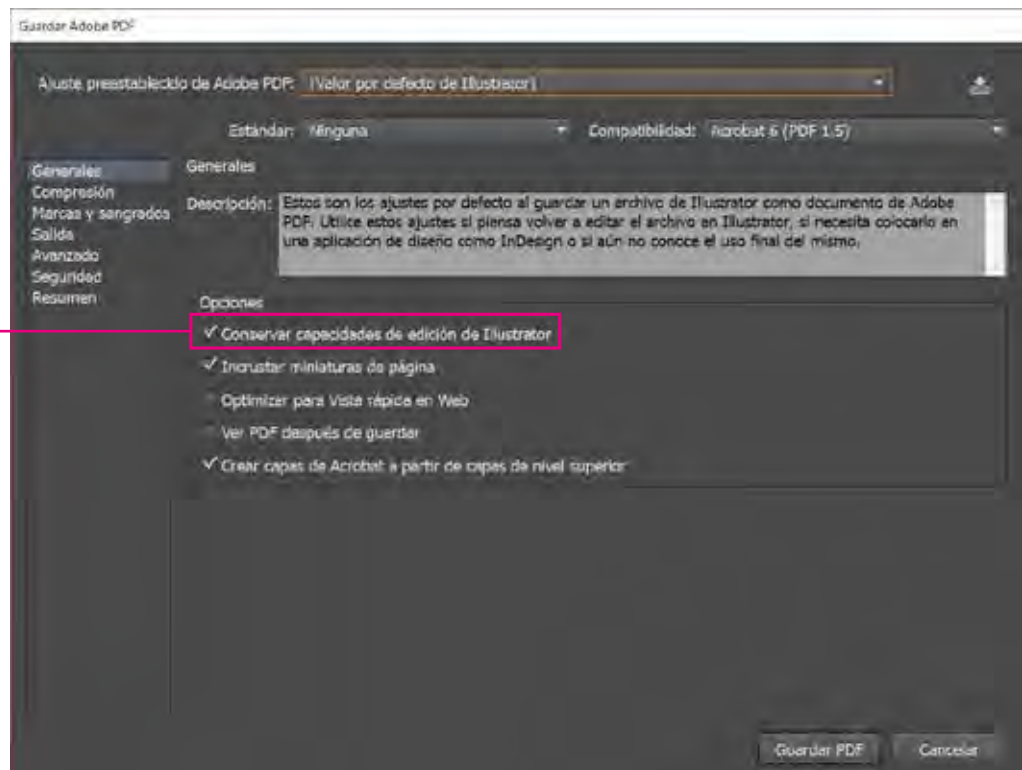 Guardar Adobe PDF
Ajuste preestablecido de Adobe PDF: [Valor por defecto de Illustrator]
Estándar: Ninguna Compatibilidad: Acrobat 6 (PDF 1.5)
Generales
Compresión
Marcas y sangrados
Salida
Avanzado
Seguridad
Resumen
Generales
Descripción: Estos son los ajustes por defecto al guardar un archivo de Illustrator como documento de Adobe
PDF. Utilice estos ajustes si piensa volver a editar el archivo en Illustrator, si necesita colocarlo en
una aplicación de diseño como InDesign o si aún no conoce el uso final del mismo.
Opciones
Conservar capacidades de edición de Illustrator
Incrustar miniaturas de página
Optimizar para Vista rápida en Web
Ver PDF después de guardar
Crear capas de Acrobat a partir de capas de nivel superior
Guardar PDF Cancelar